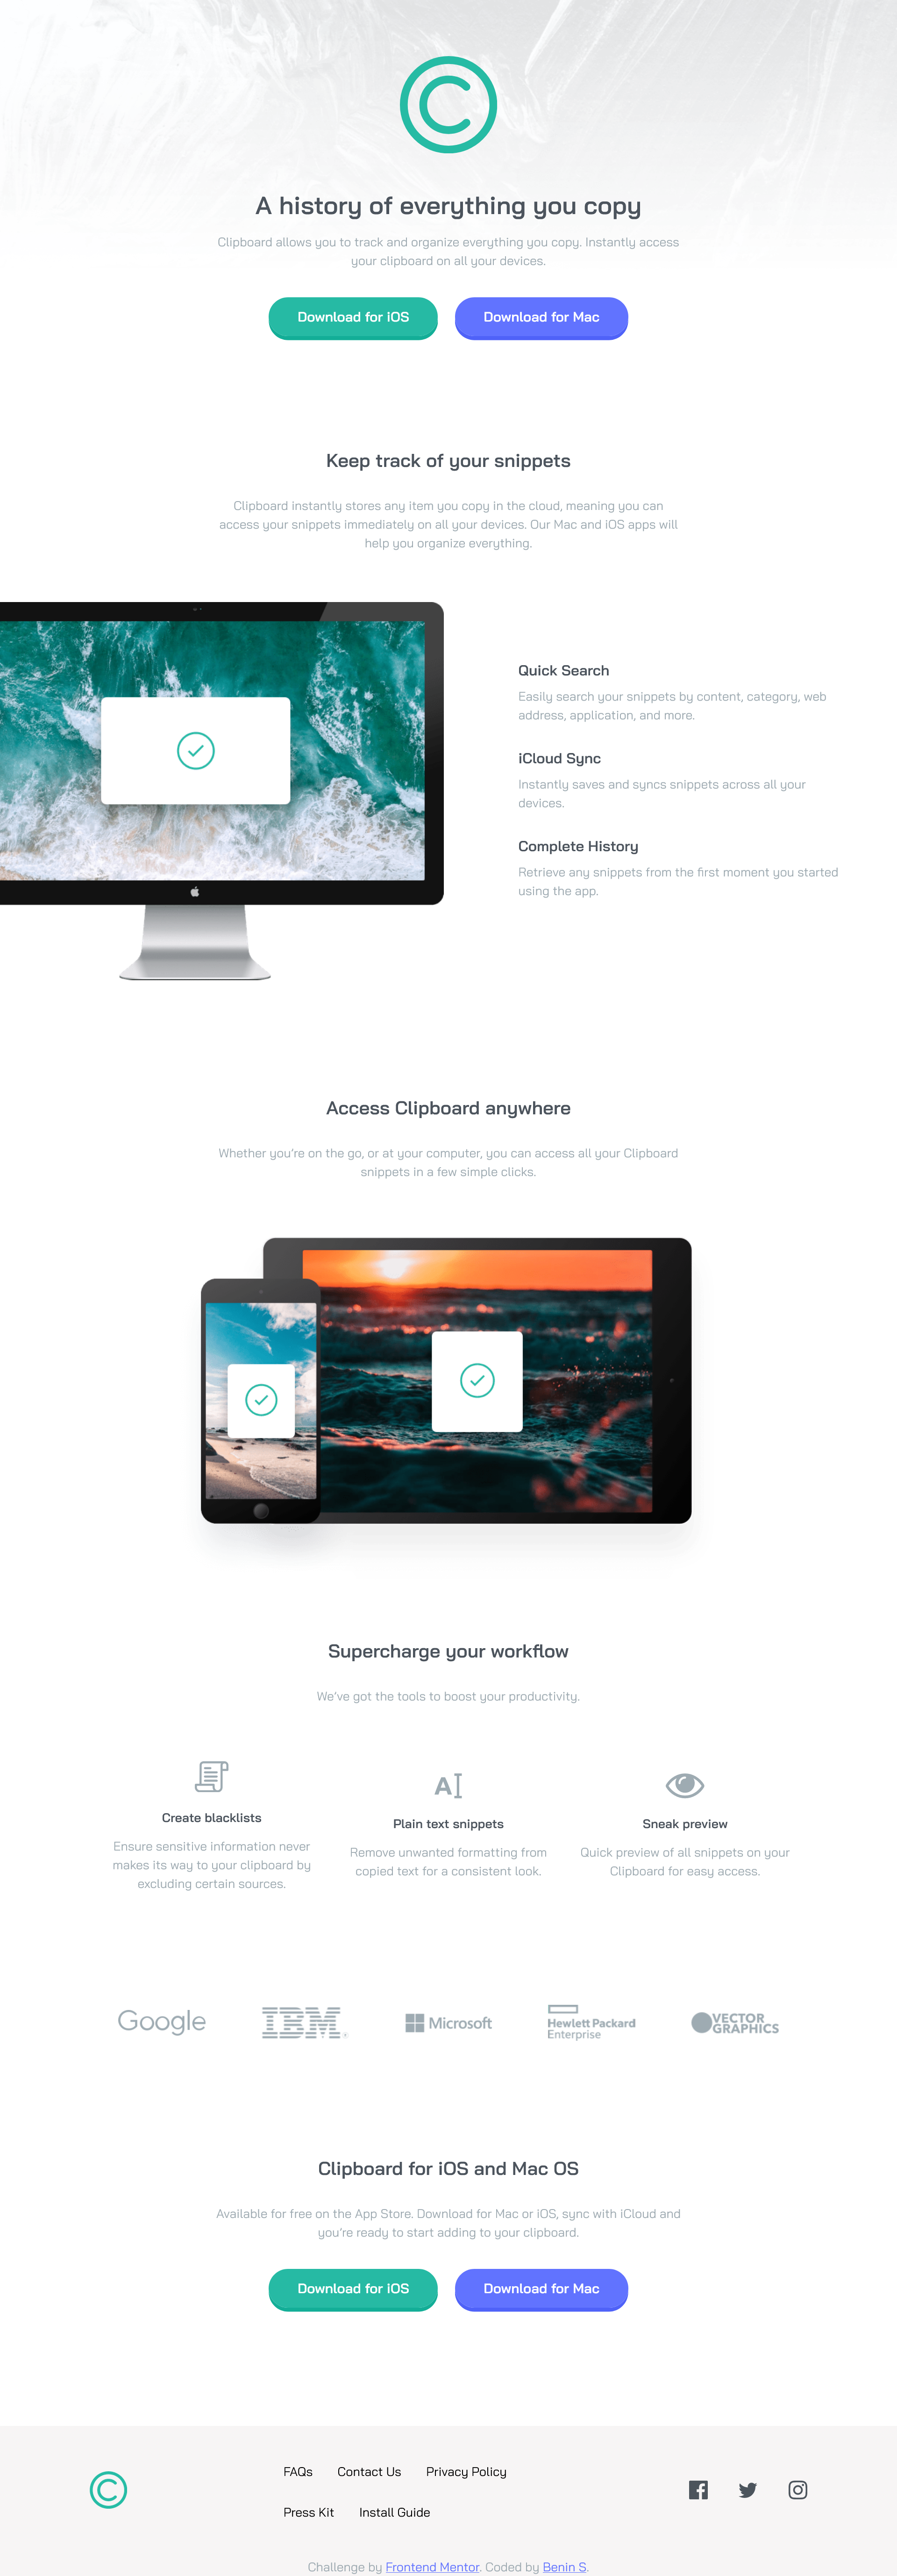 A history of everything you copy
Clipboard allows you to track and organize everything you copy. Instantly access
your clipboard on all your devices.
Download for iOS
Download for Mac
Keep track of your snippets
Clipboard instantly stores any item you copy in the cloud, meaning you can
access your snippets immediately on all your devices. Our Mac and iOS apps will
help you organize everything.
Quick Search
Easily search your snippets by content, category, web
address, application, and more.
iCloud Sync
Instantly saves and syncs snippets across all your
devices.
Complete History
Retrieve any snippets from the first moment you started
using the app.
Access Clipboard anywhere
Whether you're on the go, or at your computer, you can access all your Clipboard
snippets in a few simple clicks.
Supercharge your workflow
We've got the tools to boost your productivity.
Create blacklists
Ensure sensitive information never
makes its way to your clipboard by
excluding certain sources.
Plain text snippets
Remove unwanted formatting from
copied text for a consistent look.
Sneak preview
Quick preview of all snippets on your
Clipboard for easy access.
Google
IBM
Microsoft
Hewlett Packard
Enterprise
VECTOR
GRAPHICS
Clipboard for iOS and Mac OS
Available for free on the App Store. Download for Mac or iOS, sync with iCloud and
you're ready to start adding to your clipboard.
Download for iOS
Download for Mac
FAQs
Contact Us
Privacy Policy
Press Kit
Install Guide
Challenge by Frontend Mentor. Coded by Benin S.